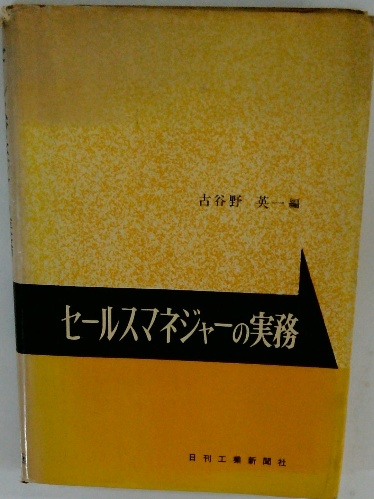 古谷野 英一 編
セールスマネジャーの実務
日刊工業新聞社